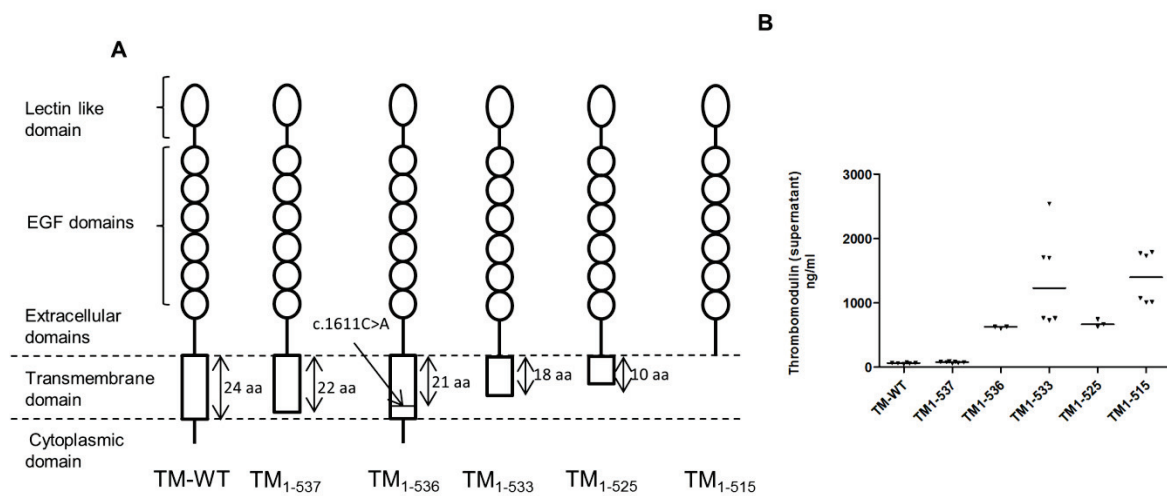 A
Lectin like
domain
EGF domains
Extracellular
domains
c.1611C>A
Transmembrane
domain
24 aa
22 aa
21 aa
18 aa
10 aa
Cytoplasmic
domain
TM-WT
TM1-537
TM1-536
TM1-533
TM1-525
TM1-515
B
Thrombomodulin (supernatant)
ng/ml
3000
2000
1000
0
TM-WT
TM1-537
TM1-536
TM1-533
TM1-525
TM1-515